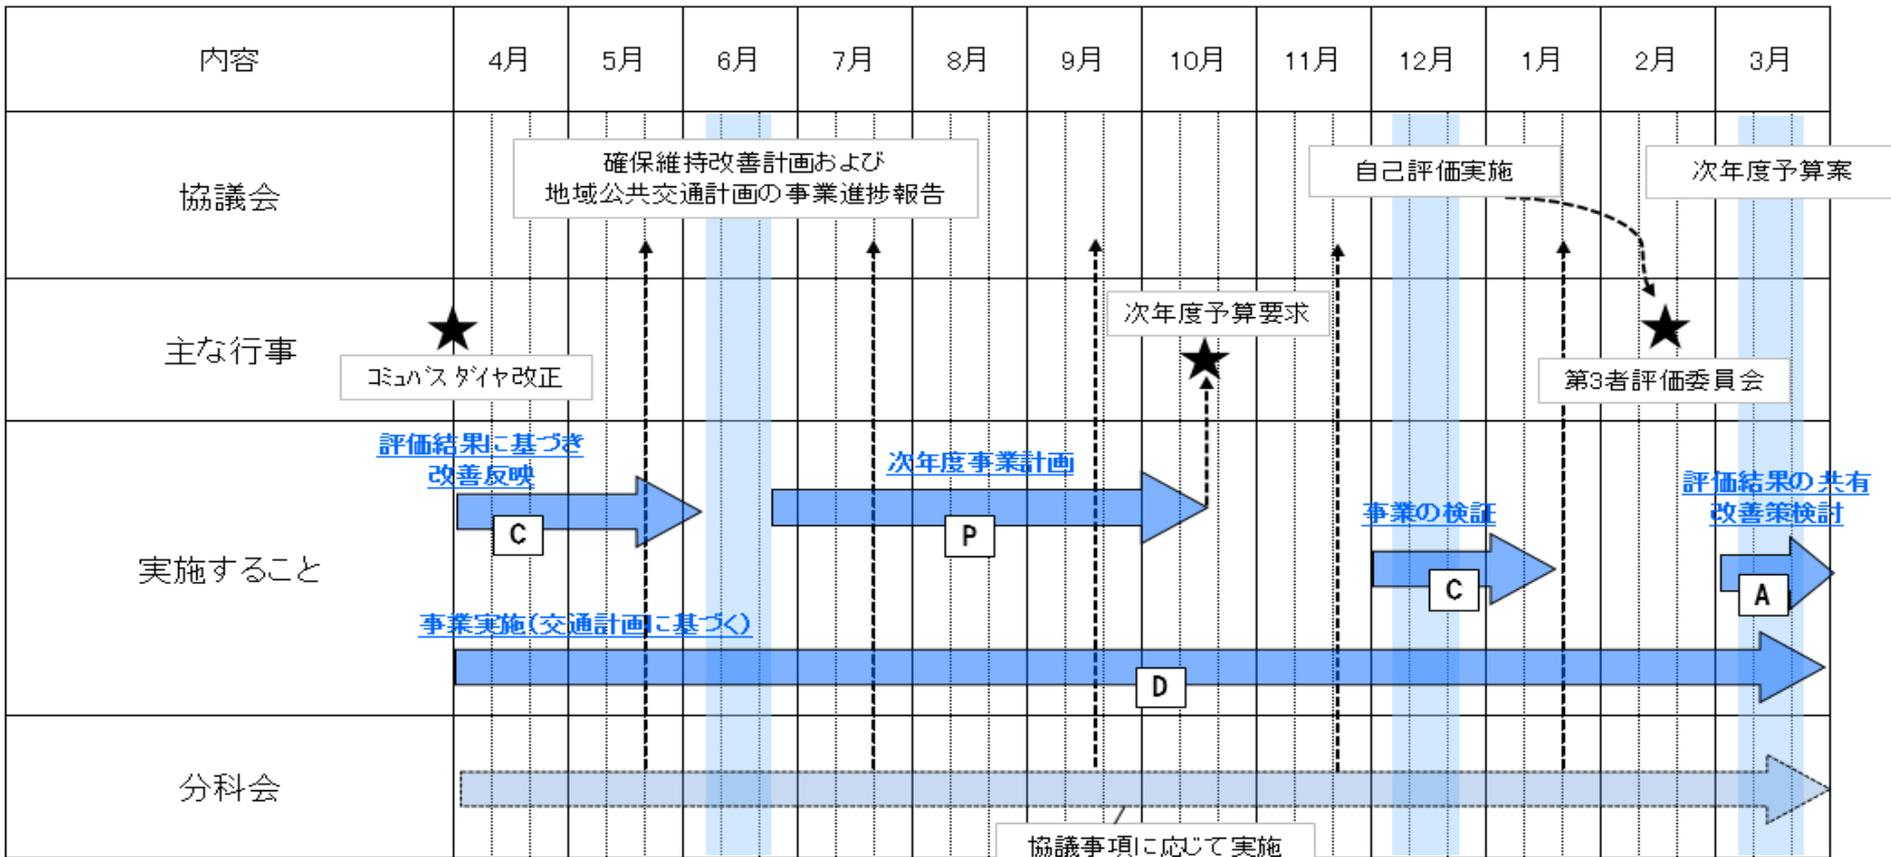 内容 4月 5月 6月 7月 8月 9月 10月 11月 12月 1月 2月 3月
協議会
確保維持改善計画および
地域公共交通計画の事業進捗報告
自己評価実施
次年度予算案
主な行事
コミュバスダイヤ改正
次年度予算要求
第3者評価委員会
実施すること
評価結果に基づき
改善反映
C
次年度事業計画
P
事業の検証
C
評価結果の共有
改善策検討
A
事業実施(交通計画に基づく)
D
分科会
協議事項に応じて実施